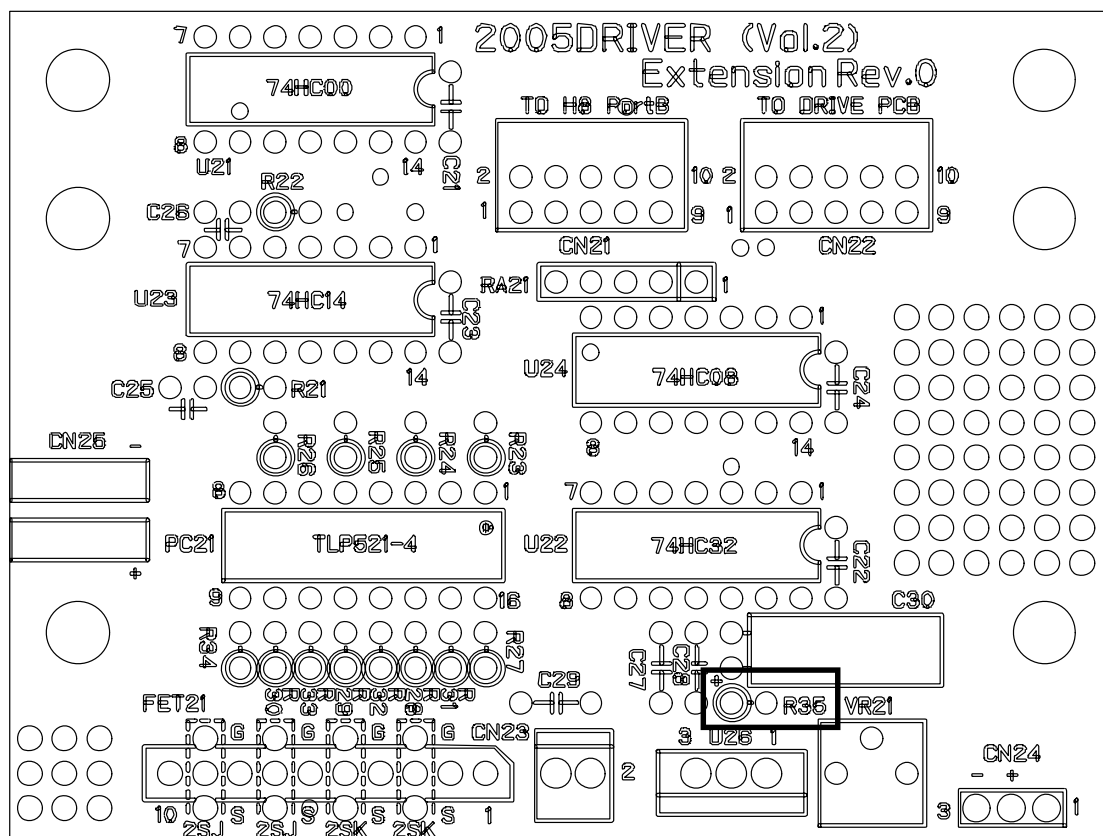 2005DRIVER (Val.2)
Extension Rev.0
7 1
74HC00
8 U21 14 C21
TO H8 PortB
2 10
1 9
CN21
TO DRIVE PCB
2 10
1 9
CN22
R22
C26
7 1
U23 74HC14 C23
8 14
C25 R21
RA21 1
1
U24 74HC08 C24
8 14
R26 R25 R24 R23
CN25 -
+
8 1
PC21 TLP521-4
9 16
7 1
U22 74HC32 C22
8
C30
R34 R27
C27 C28
+ R35 VR21
C29
FET21
G G G G
CN23
2
3 U26 1
10 S S S S 1
2SJ 2SJ 2SK 2SK
CN24
- +
3 1